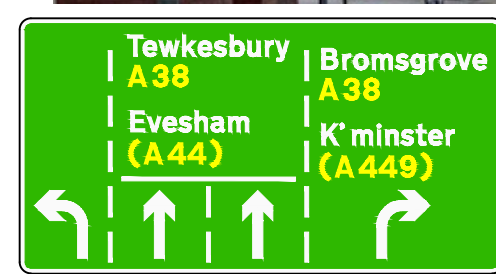 Tewkesbury
A38
Evesham
(A44)
Bromsgrove
A38
K' minster
(A449)